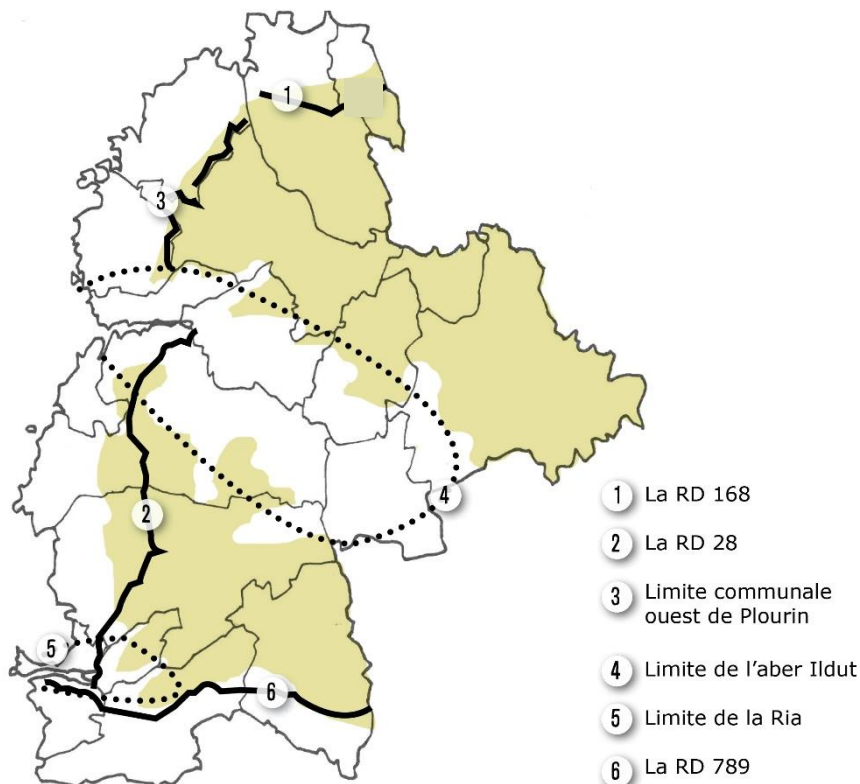 1
3
2
4
5
6
1 La RD 168
2 La RD 28
3 Limite communale
ouest de Plourin
4 Limite de l'aber Ildut
5 Limite de la Ria
6 La RD 789